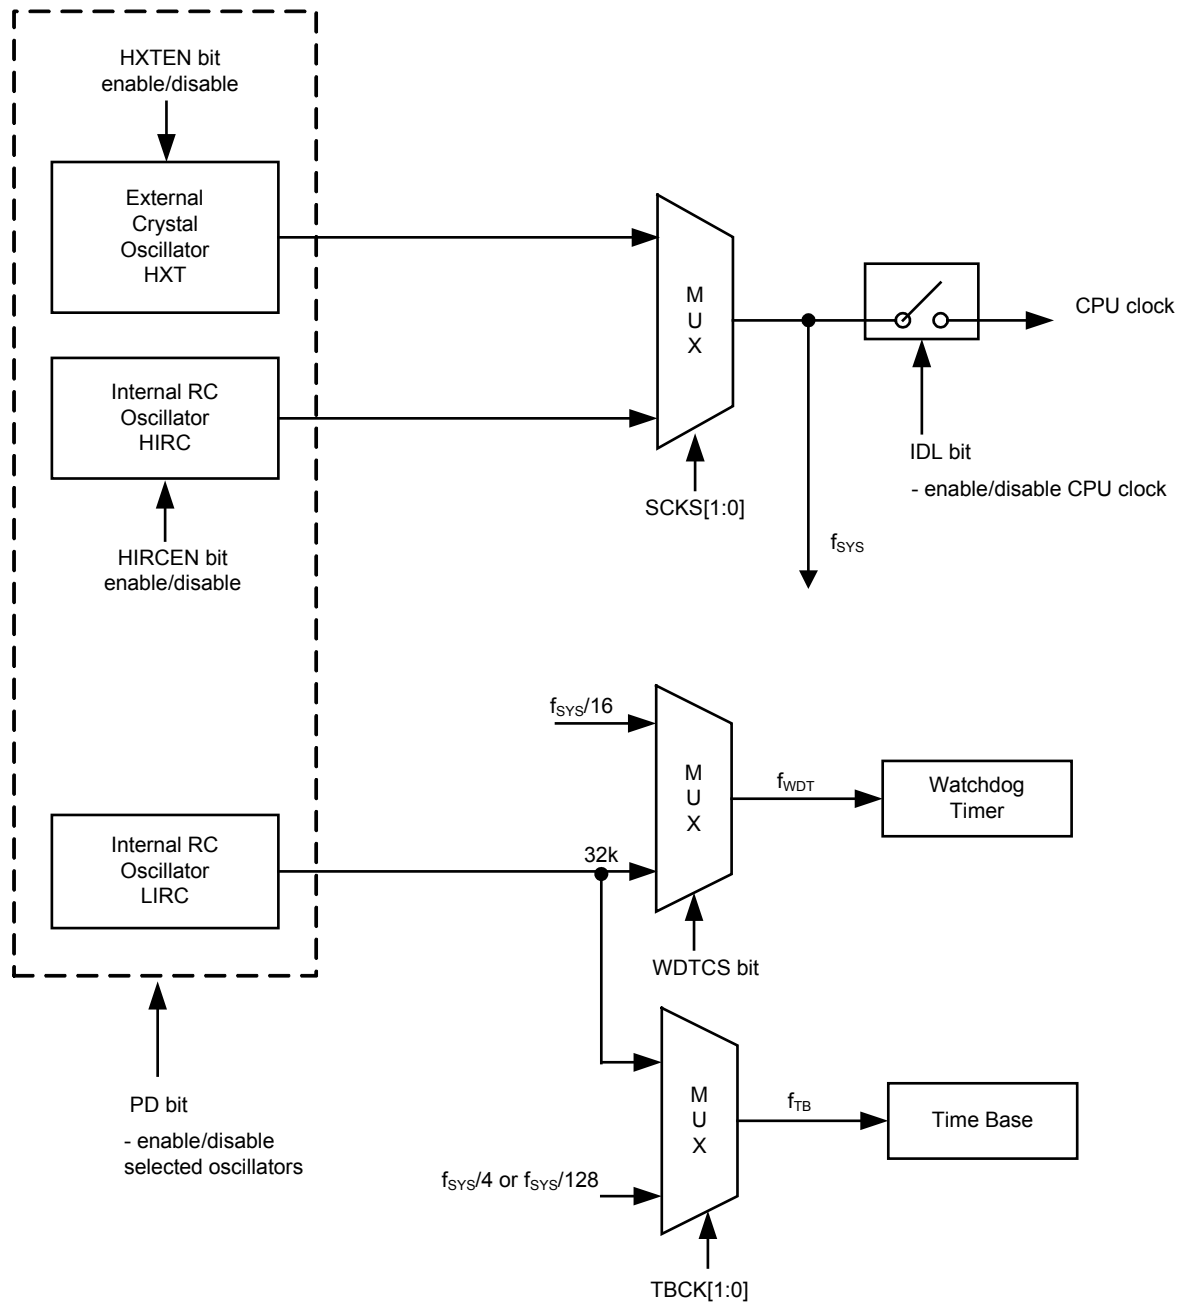 HXTEN bit
enable/disable
External
Crystal
Oscillator
HXT
M
U
X
CPU clock
Internal RC
Oscillator
HIRC
IDL bit
- enable/disable CPU clock
SCKS[1:0]
fSYS
HIRCEN bit
enable/disable
fSYS/16
M
U
X
fWDT
Watchdog
Timer
Internal RC
Oscillator
LIRC
32k
WDTCS bit
PD bit
- enable/disable
selected oscillators
M
U
X
fTB
Time Base
fSYS/4 or fSYS/128
TBCK[1:0]